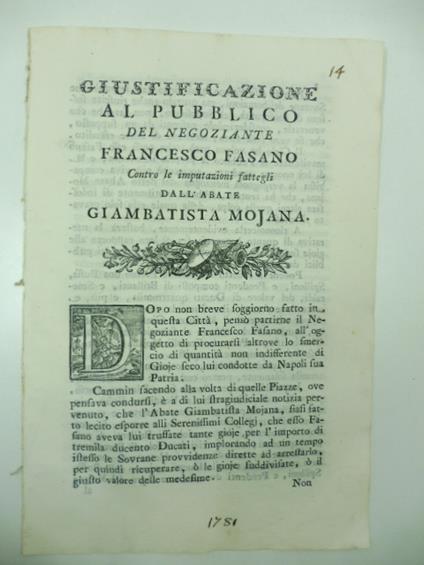 14
GIUSTIFICAZIONE
AL PUBBLICO
DEL NEGOZIANTE
FRANCESCO FASANO
Contro le imputazioni fattegli
DALL'ABATE
GIAMBATISTA MOJANA.
DOPO non breve soggiorno fatto in
questa Città, pensò partirne il Ne-
goziante Francesco Fasano, all'og-
getto di procurarsi altrove lo smer-
cio di quantità non indifferente di
Gioje seco lui condotte da Napoli sua
Patria.
Cammin facendo alla volta di quelle Piazze, ove
pensava condursi, è a di lui stragiudiciale notizia per-
venuto, che l'Abate Giambatista Mojana, siasi fat-
to lecito esporre alli Serenissimi Collegj, che esso Fa-
sano aveva lui truffate tante gioje per l'importo di
tremila ducento Ducati, implorando ad un tempo
istesso le Sovrane provvidenze dirette ad arrestarlo,
per quindi ricuperare, ò le gioje suddivisate, ò il
giusto valore delle medesime.
Non
1781